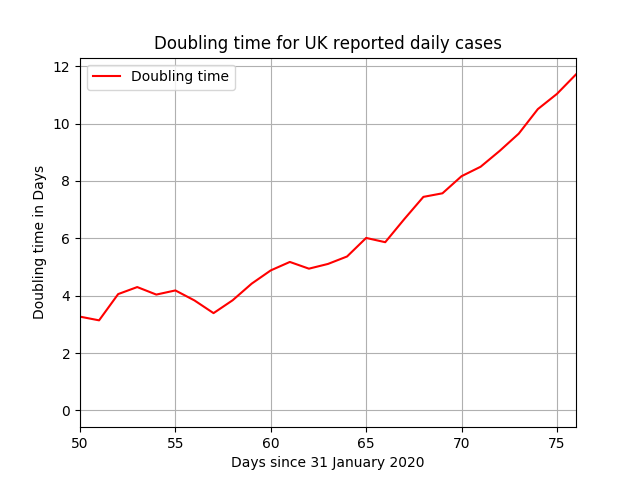 Doubling time for UK reported daily cases
Doubling time
Doubling time in Days
12
10
8
6
4
2
0
50 55 60 65 70 75
Days since 31 January 2020